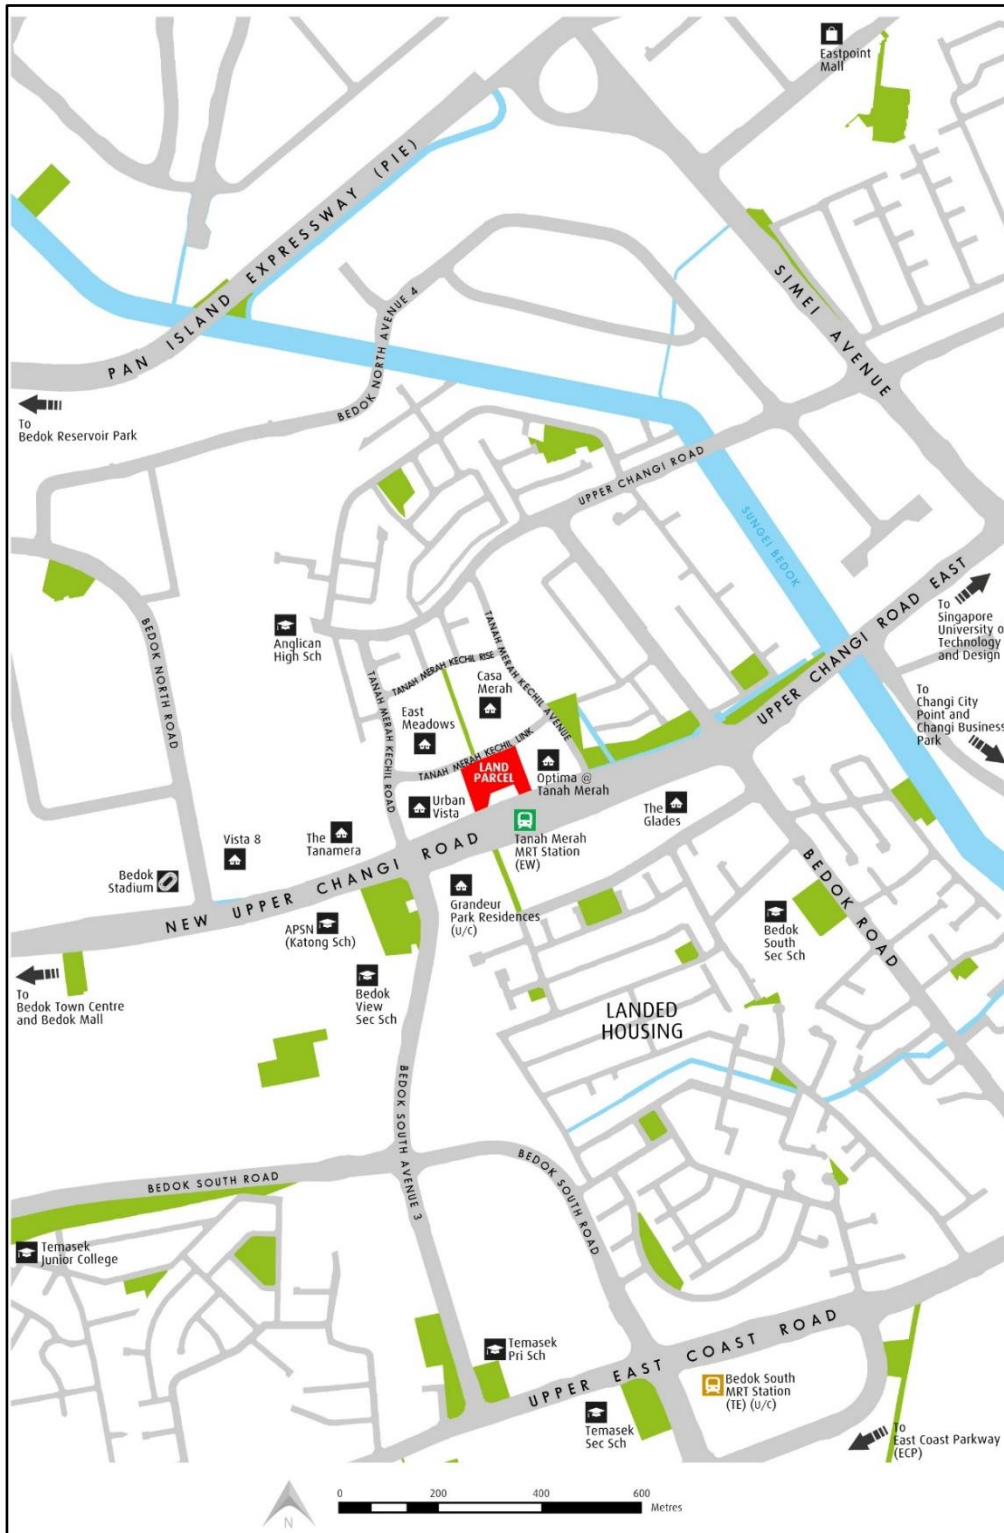 Eastpoint
Mall
PAN ISLAND EXPRESSWAY (PIE)
SIMEI AVENUE
BEDOK NORTH AVENUE 4
To
Bedok Reservoir Park
UPPER CHANGI ROAD
SUNGEI BEDOK
UPPER CHANGI ROAD EAST
To
Singapore
University o
Technology
and Design
To
Changi City
Point and
Changi Business
Park
BEDOK NORTH ROAD
Anglican
High Sch
TANAH MERAH KECHIL RISE
TANAH MERAH KECHIL AVENUE
TANAH MERAH KECHIL ROAD
Casa
Merah
East
Meadows
TANAH MERAH KECHIL LINK
LAND
PARCEL
Optima @
Tanah Merah
Urban
Vista
The
Glades
Tanah Merah
MRT Station
(EW)
The
Tanamera
Vista 8
Bedok
Stadium
NEW UPPER CHANGI ROAD
BEDOK ROAD
Grandeur
Park Residences
(U/C)
APSN
(Katong Sch)
Bedok
South
Sec Sch
To
Bedok Town Centre
and Bedok Mall
Bedok
View
Sec Sch
LANDED
HOUSING
BEDOK SOUTH AVENUE 3
BEDOK SOUTH ROAD
BEDOK SOUTH ROAD
Temasek
Junior College
Temasek
Pri Sch
UPPER EAST COAST ROAD
Bedok South
MRT Station
(TE) (U/C)
Temasek
Sec Sch
To
East Coast Parkway
(ECP)
N
0 200 400 600
Metres